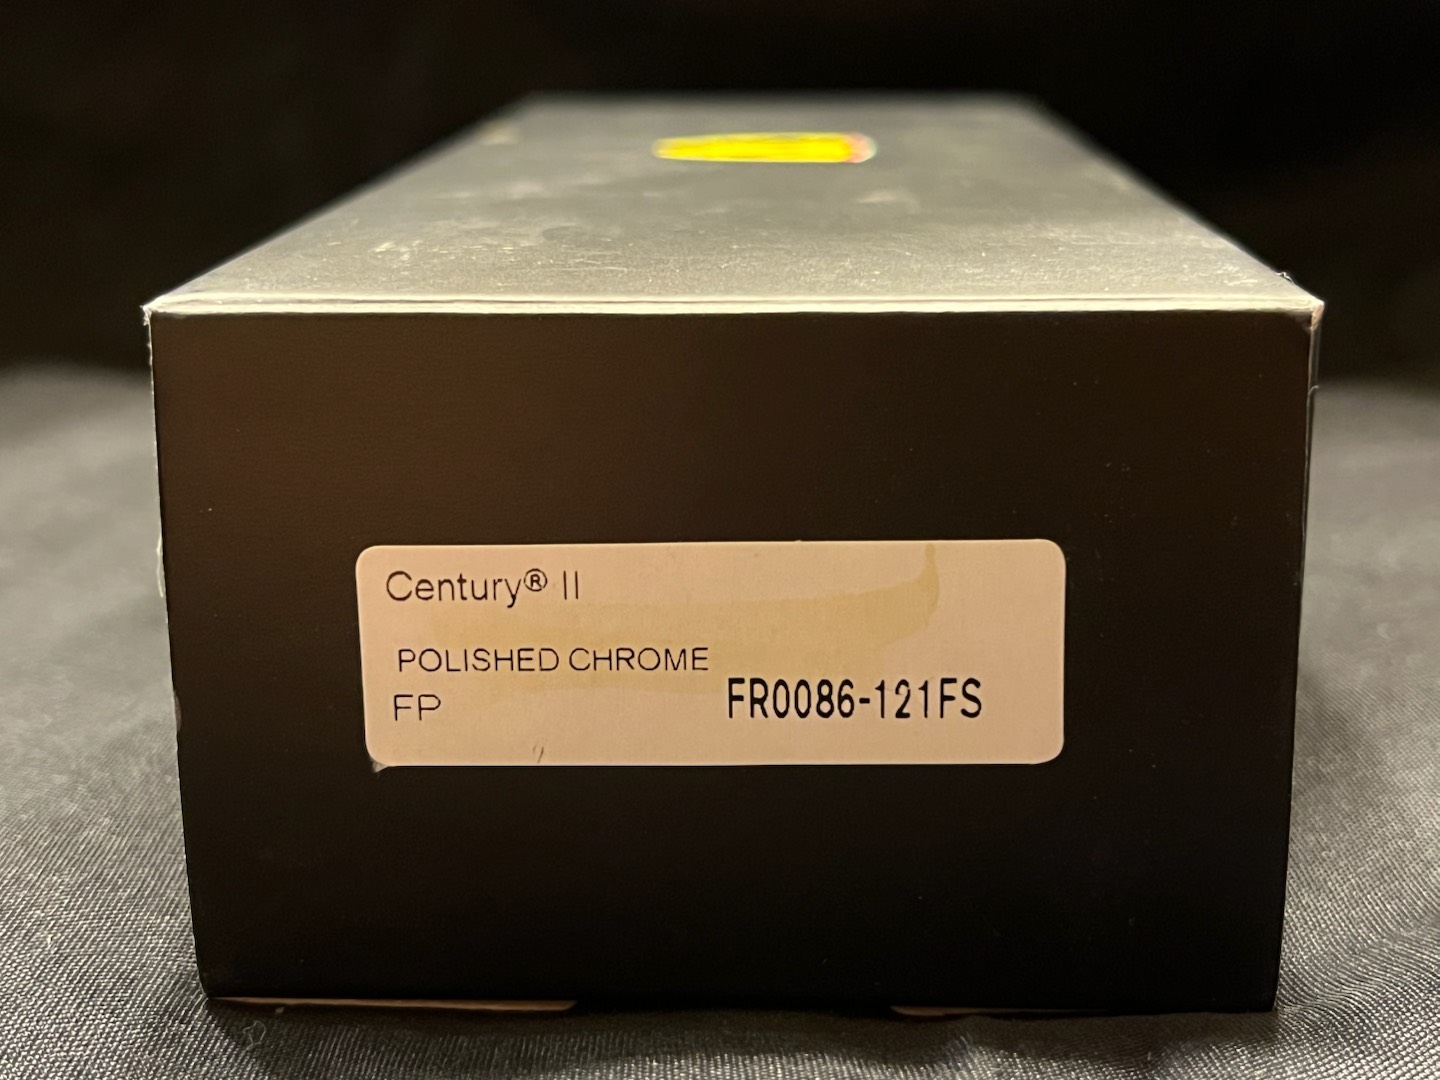 Century® II
POLISHED CHROME
FP
FR0086-121FS